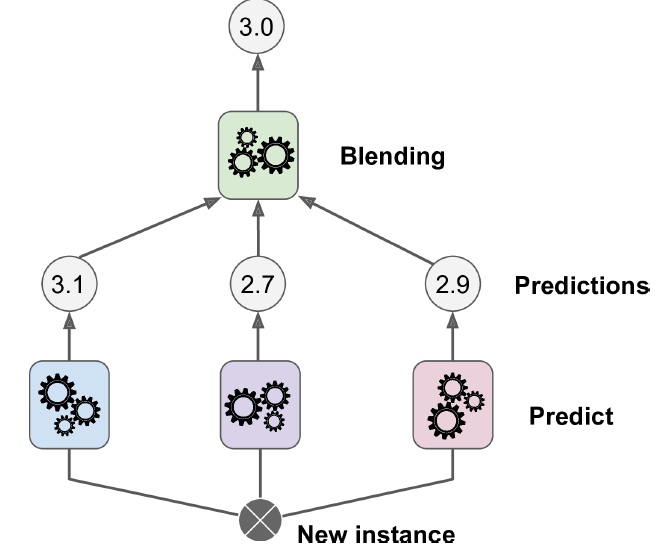 3.0
Blending
3.1
2.7
2.9
Predictions
Predict
New instance